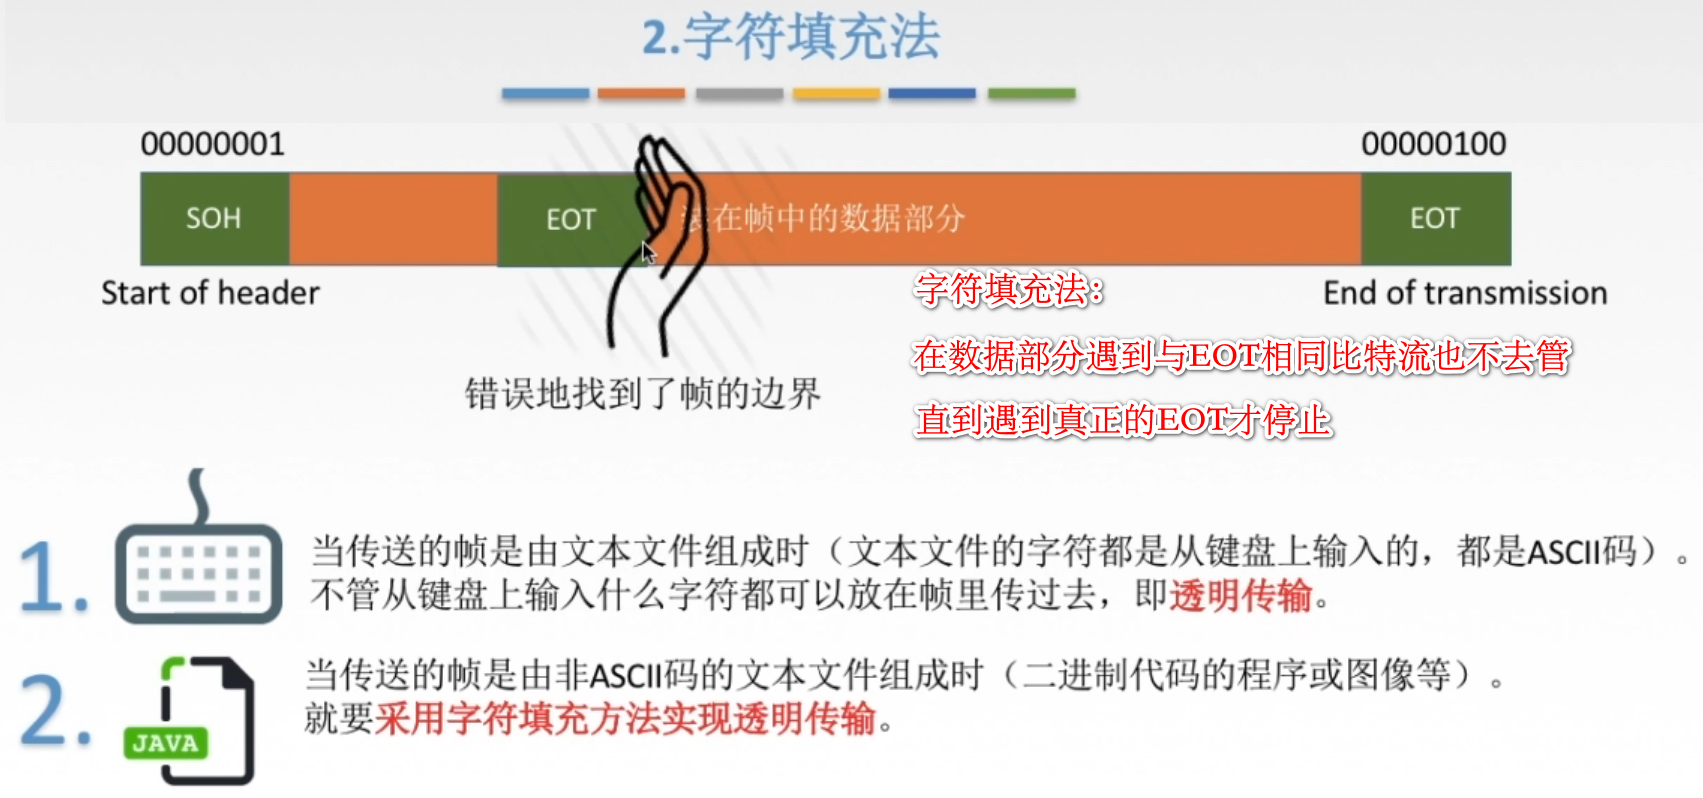 2.字符填充法
00000001
00000100
SOH
EOT
装在帧中的数据部分
EOT
Start of header
End of transmission
字符填充法：
在数据部分遇到与EOT相同比特流也不去管
直到遇到真正的EOT才停止
错误地找到了帧的边界
1.
当传送的帧是由文本文件组成时（文本文件的字符都是从键盘上输入的，都是ASCII码）。
不管从键盘上输入什么字符都可以放在帧里传过去，即透明传输。
2.
JAVA
当传送的帧是由非ASCII码的文本文件组成时（二进制代码的程序或图像等）。
就要采用字符填充方法实现透明传输。